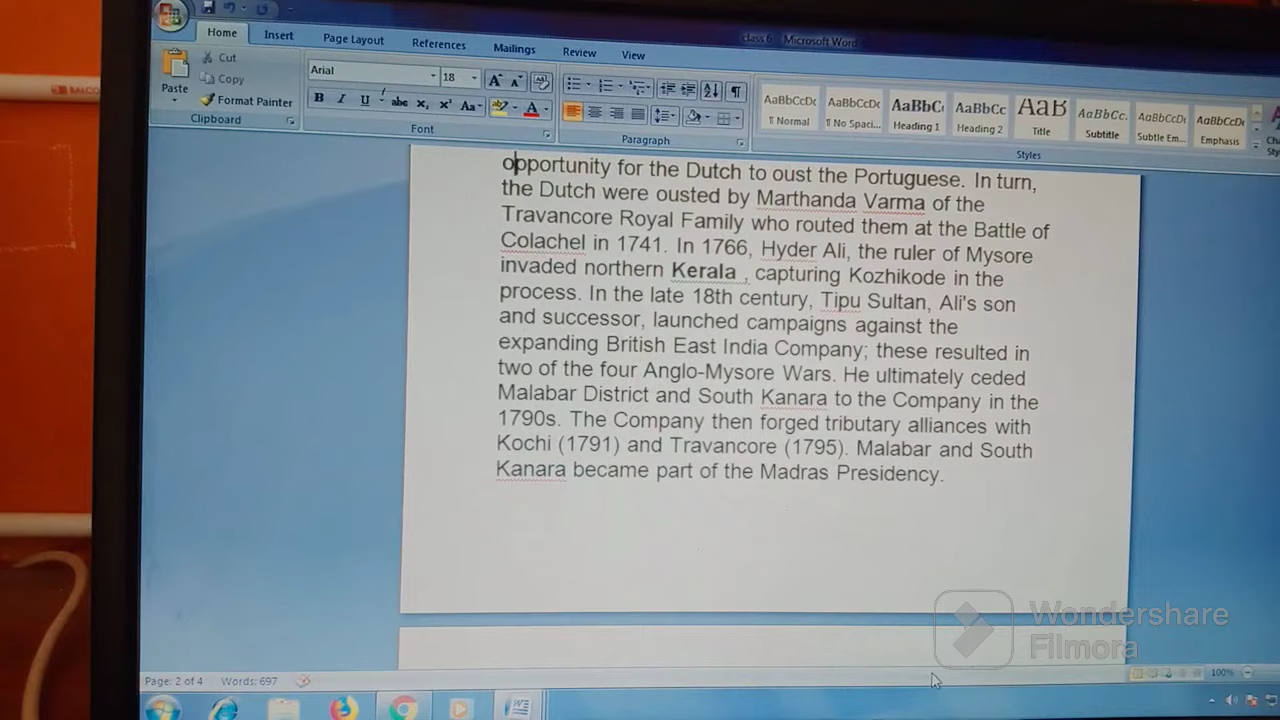 class 6 Microsoft Word
Home Insert Page Layout References Mailings Review View
Paste
Cut
Copy
Format Painter
Clipboard
Arial 18
Font
Paragraph
AaBbCcDc AaBbCcDc AaBbC AaBbCc AaB AaBbCc. AaBbCcDc AaBbCcDc
¶ Normal ¶ No Spaci... Heading 1 Heading 2 Title Subtitle Subtle Em... Emphasis
Styles
opportunity for the Dutch to oust the Portuguese. In turn,
the Dutch were ousted by Marthanda Varma of the
Travancore Royal Family who routed them at the Battle of
Colachel in 1741. In 1766, Hyder Ali, the ruler of Mysore
invaded northern Kerala , capturing Kozhikode in the
process. In the late 18th century, Tipu Sultan, Ali's son
and successor, launched campaigns against the
expanding British East India Company; these resulted in
two of the four Anglo-Mysore Wars. He ultimately ceded
Malabar District and South Kanara to the Company in the
1790s. The Company then forged tributary alliances with
Kochi (1791) and Travancore (1795). Malabar and South
Kanara became part of the Madras Presidency.
Wondershare
Filmora
Page: 2 of 4 Words: 697 100%